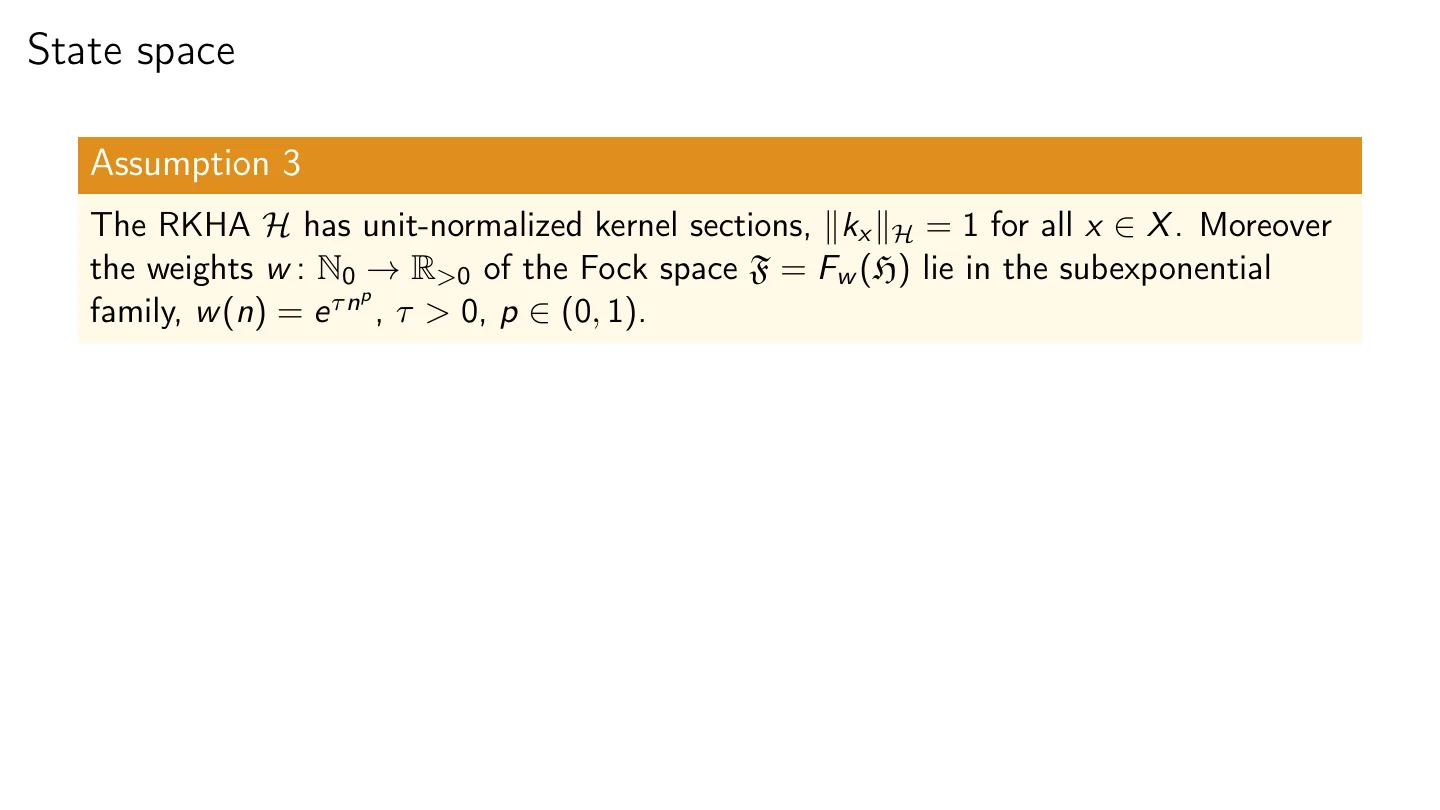 State space
Assumption 3
The RKHA ℋ has unit-normalized kernel sections, ‖kₓ‖_ℋ = 1 for all x ∈ X. Moreover
the weights w: ℕ₀ → ℝ_{>0} of the Fock space 𝔉 = F_w(ℌ) lie in the subexponential
family, w(n) = e^{τn^p}, τ > 0, p ∈ (0, 1).